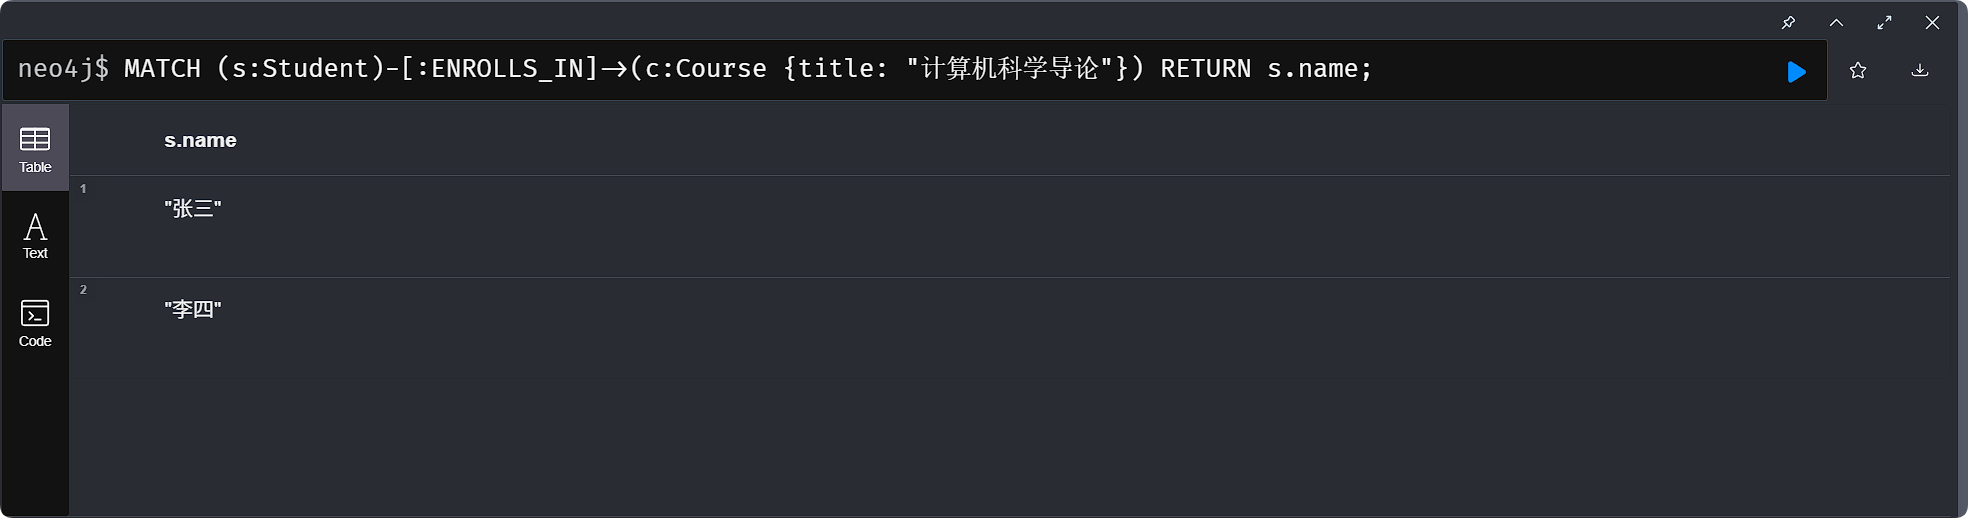 neo4j$ MATCH (s:Student)-[:ENROLLS_IN]->(c:Course {title: "计算机科学导论"}) RETURN s.name;
Table
s.name
1
"张三"
Text
2
"李四"
Code